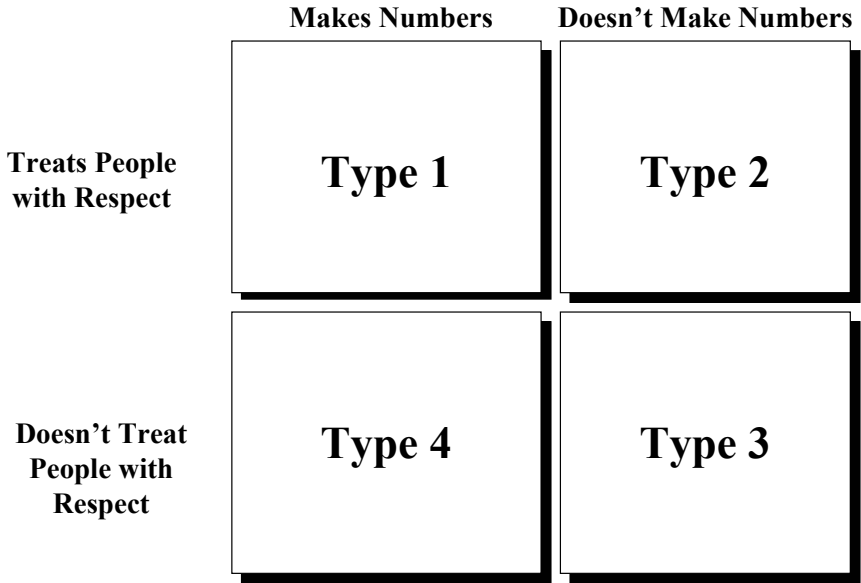 Makes Numbers
Doesn’t Make Numbers
Treats People
with Respect
Type 1
Type 2
Doesn’t Treat
People with
Respect
Type 4
Type 3